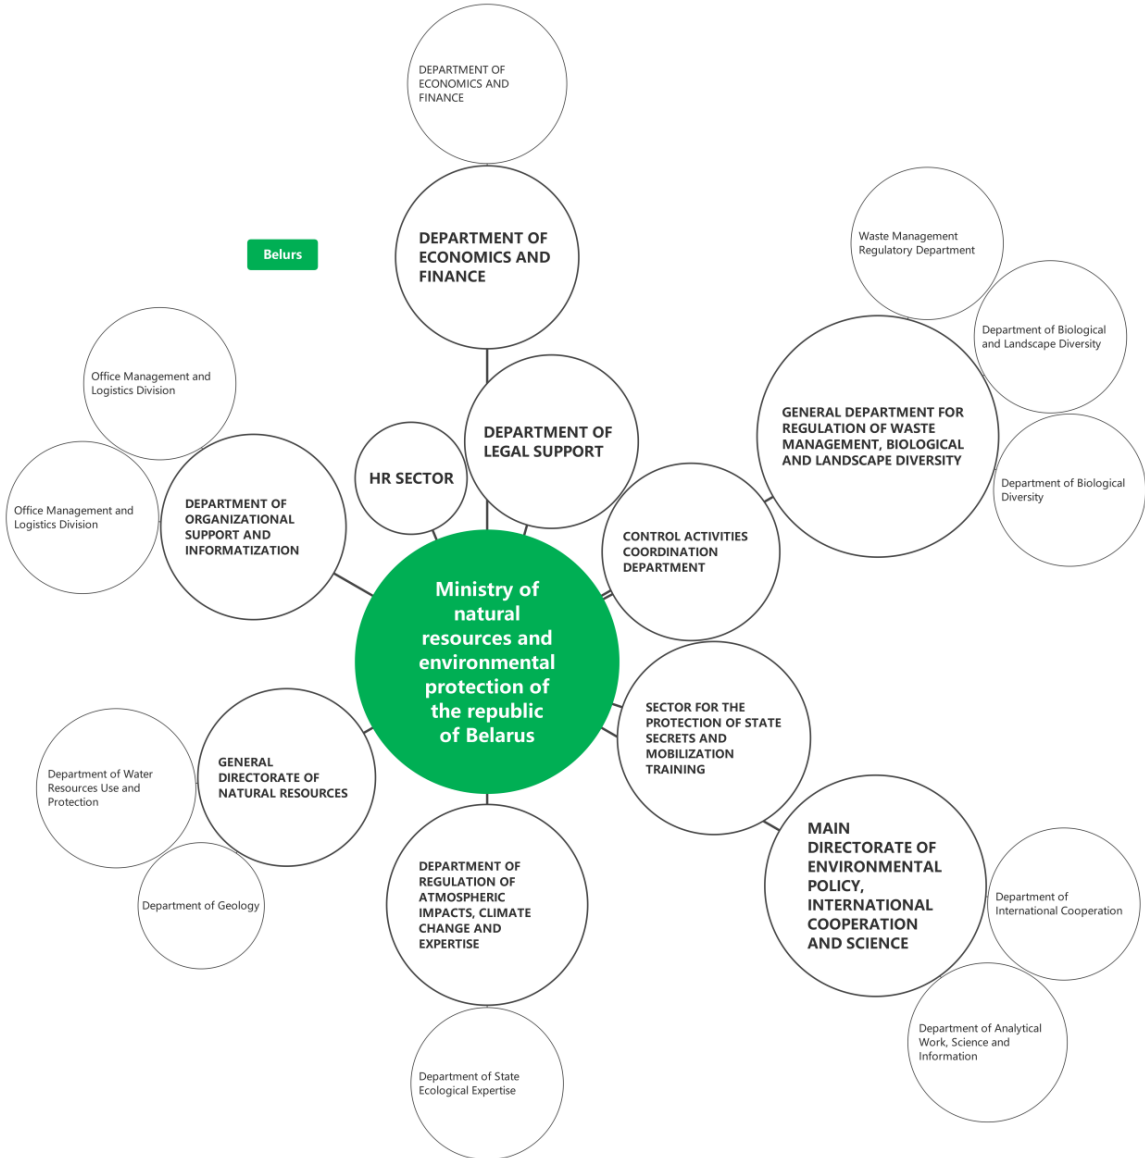 DEPARTMENT OF
ECONOMICS AND
FINANCE
DEPARTMENT OF
ECONOMICS AND
FINANCE
Belurs
Waste Management
Regulatory Department
Department of Biological
and Landscape Diversity
Office Management and
Logistics Division
GENERAL DEPARTMENT FOR
REGULATION OF WASTE
MANAGEMENT, BIOLOGICAL
AND LANDSCAPE DIVERSITY
DEPARTMENT OF
LEGAL SUPPORT
HR SECTOR
Department of Biological
Diversity
Office Management and
Logistics Division
DEPARTMENT OF
ORGANIZATIONAL
SUPPORT AND
INFORMATIZATION
CONTROL ACTIVITIES
COORDINATION
DEPARTMENT
Ministry of
natural
resources and
environmental
protection of
the republic
of Belarus
SECTOR FOR THE
PROTECTION OF STATE
SECRETS AND
MOBILIZATION
TRAINING
GENERAL
DIRECTORATE OF
NATURAL RESOURCES
Department of Water
Resources Use and
Protection
Department of Geology
DEPARTMENT OF
REGULATION OF
ATMOSPHERIC
IMPACTS, CLIMATE
CHANGE AND
EXPERTISE
MAIN
DIRECTORATE OF
ENVIRONMENTAL
POLICY,
INTERNATIONAL
COOPERATION
AND SCIENCE
Department of
International Cooperation
Department of Analytical
Work, Science and
Information
Department of State
Ecological Expertise